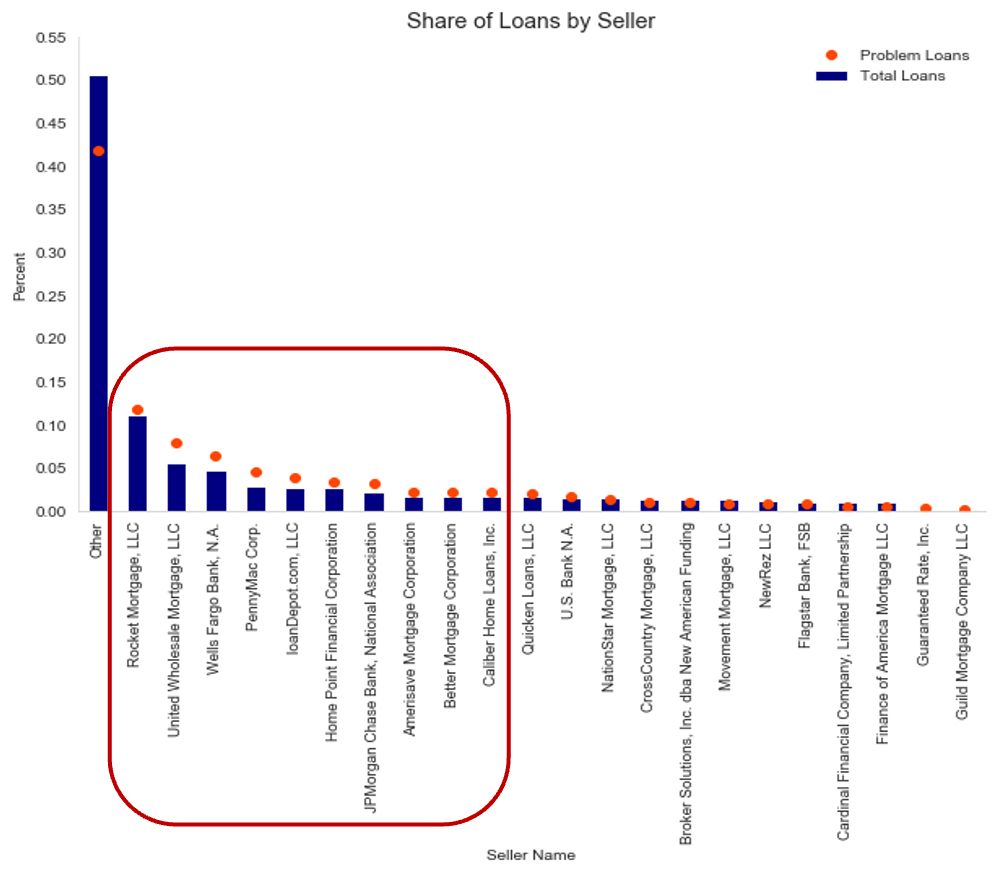 Share of Loans by Seller
Problem Loans
Total Loans
0.55
0.50
0.45
0.40
0.35
0.30
0.25
0.20
0.15
0.10
0.05
0.00
Percent
Other
Rocket Mortgage, LLC
United Wholesale Mortgage, LLC
Wells Fargo Bank, N.A.
PennyMac Corp.
loanDepot.com, LLC
Home Point Financial Corporation
JPMorgan Chase Bank, National Association
Amerisave Mortgage Corporation
Better Mortgage Corporation
Caliber Home Loans, Inc.
Quicken Loans, LLC
U.S. Bank N.A.
NationStar Mortgage, LLC
CrossCountry Mortgage, LLC
Broker Solutions, Inc. dba New American Funding
Movement Mortgage, LLC
NewRez LLC
Flagstar Bank, FSB
Cardinal Financial Company, Limited Partnership
Finance of America Mortgage LLC
Guaranteed Rate, Inc.
Guild Mortgage Company LLC
Seller Name